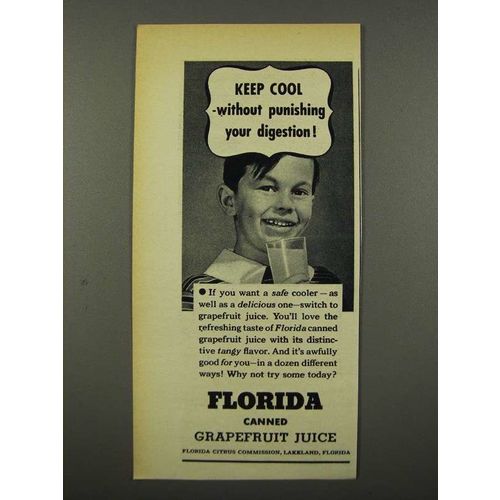 KEEP COOL
-without punishing
your digestion!
● If you want a safe cooler—as
well as a delicious one—switch to
grapefruit juice. You'll love the
refreshing taste of Florida canned
grapefruit juice with its distinc-
tive tangy flavor. And it's awfully
good for you—in a dozen different
ways! Why not try some today?
FLORIDA
CANNED
GRAPEFRUIT JUICE
FLORIDA CITRUS COMMISSION, LAKELAND, FLORIDA